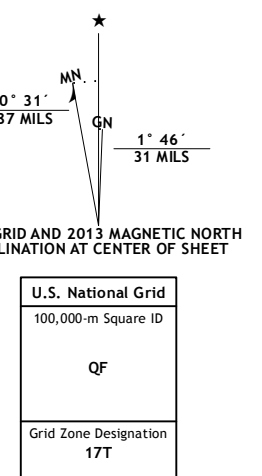 ★
MN
0° 31´
37 MILS
GN
1° 46´
31 MILS
GRID AND 2013 MAGNETIC NORTH
LINATION AT CENTER OF SHEET
U.S. National Grid
100,000-m Square ID
QF
Grid Zone Designation
17T